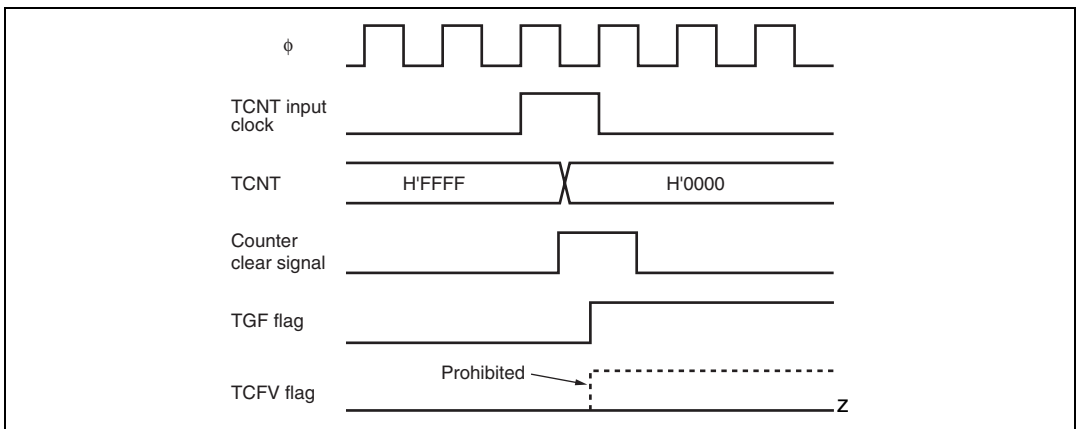 ϕ
TCNT input
clock
TCNT
H'FFFF
H'0000
Counter
clear signal
TGF flag
Prohibited
TCFV flag
Z